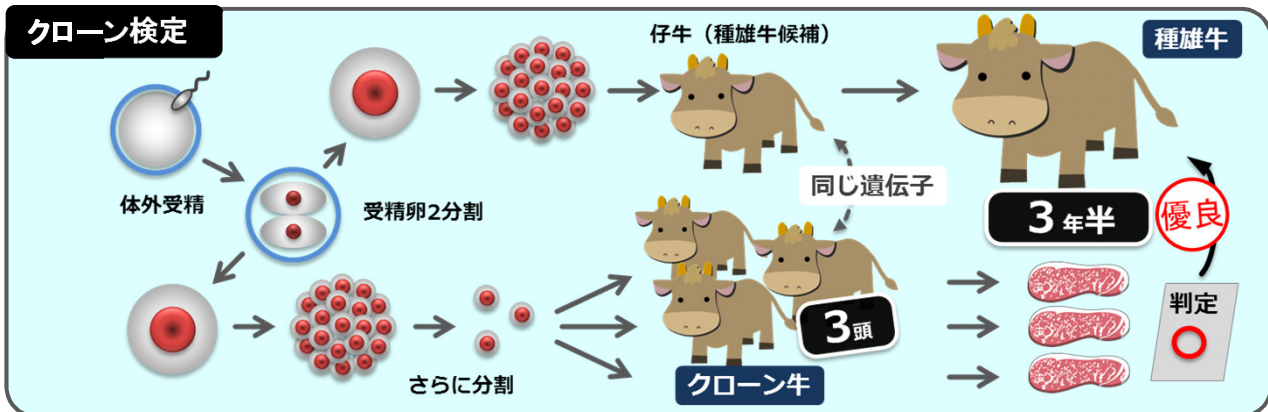 クローン検定
体外受精
受精卵2分割
仔牛（種雄牛候補）
種雄牛
同じ遺伝子
3年半
優良
さらに分割
3頭
クローン牛
判定